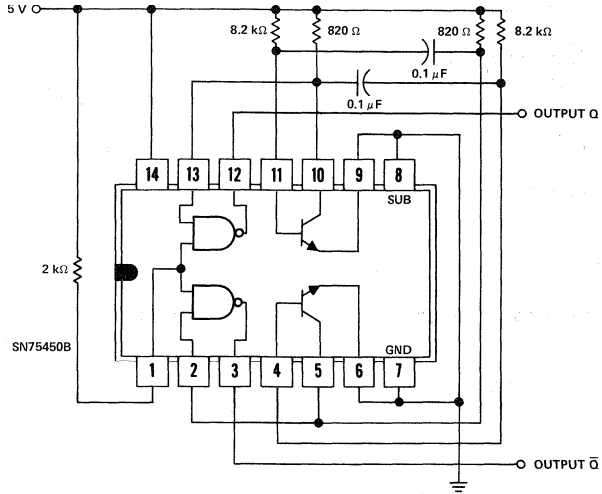 5 V
8.2 kΩ
820 Ω
820 Ω
8.2 kΩ
0.1 µF
0.1 µF
OUTPUT Q
14
13
12
11
10
9
8
SUB
2 kΩ
SN75450B
GND
1
2
3
4
5
6
7
OUTPUT Q̅